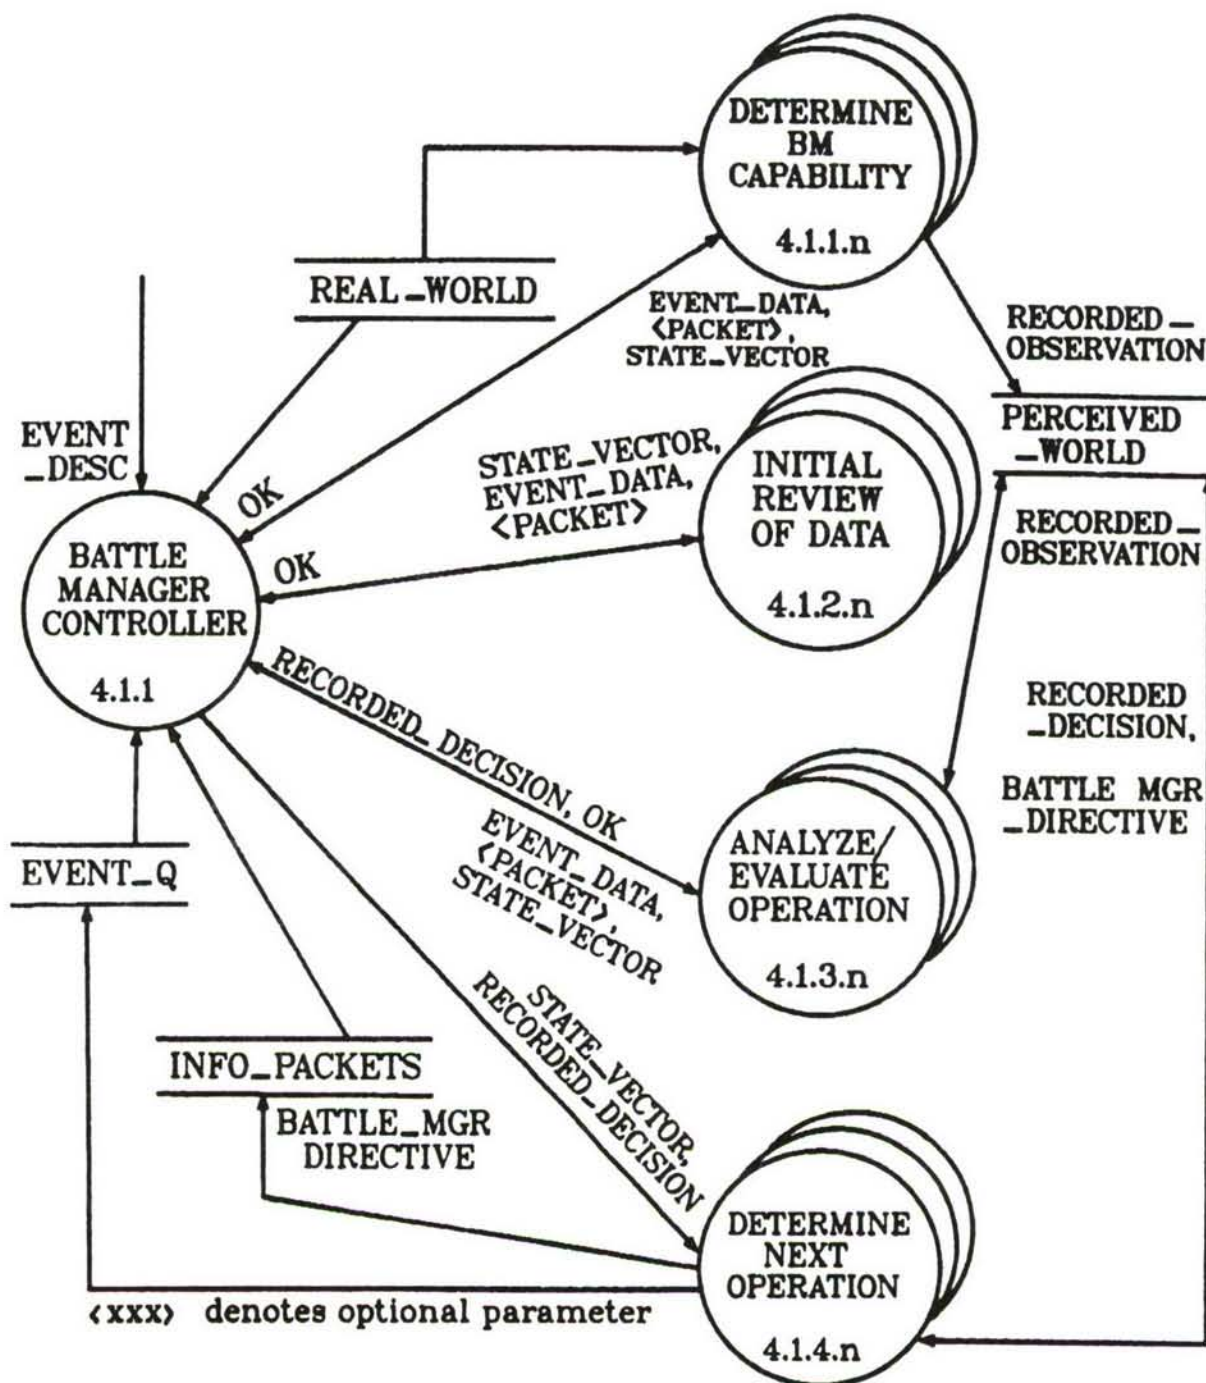 DETERMINE
BM
CAPABILITY
4.1.1.n
REAL_WORLD
EVENT_DATA,
<PACKET>,
STATE_VECTOR
RECORDED_
OBSERVATION
PERCEIVED
_WORLD
RECORDED_
OBSERVATION
EVENT
_DESC
OK
STATE_VECTOR,
EVENT_DATA,
<PACKET>
OK
INITIAL
REVIEW
OF DATA
4.1.2.n
BATTLE
MANAGER
CONTROLLER
4.1.1
RECORDED_DECISION, OK
EVENT_DATA,
<PACKET>,
STATE_VECTOR
RECORDED
_DECISION,
BATTLE MGR
_DIRECTIVE
ANALYZE/
EVALUATE
OPERATION
4.1.3.n
EVENT_Q
INFO_PACKETS
BATTLE_MGR
DIRECTIVE
STATE_VECTOR,
RECORDED_DECISION
DETERMINE
NEXT
OPERATION
4.1.4.n
<xxx> denotes optional parameter